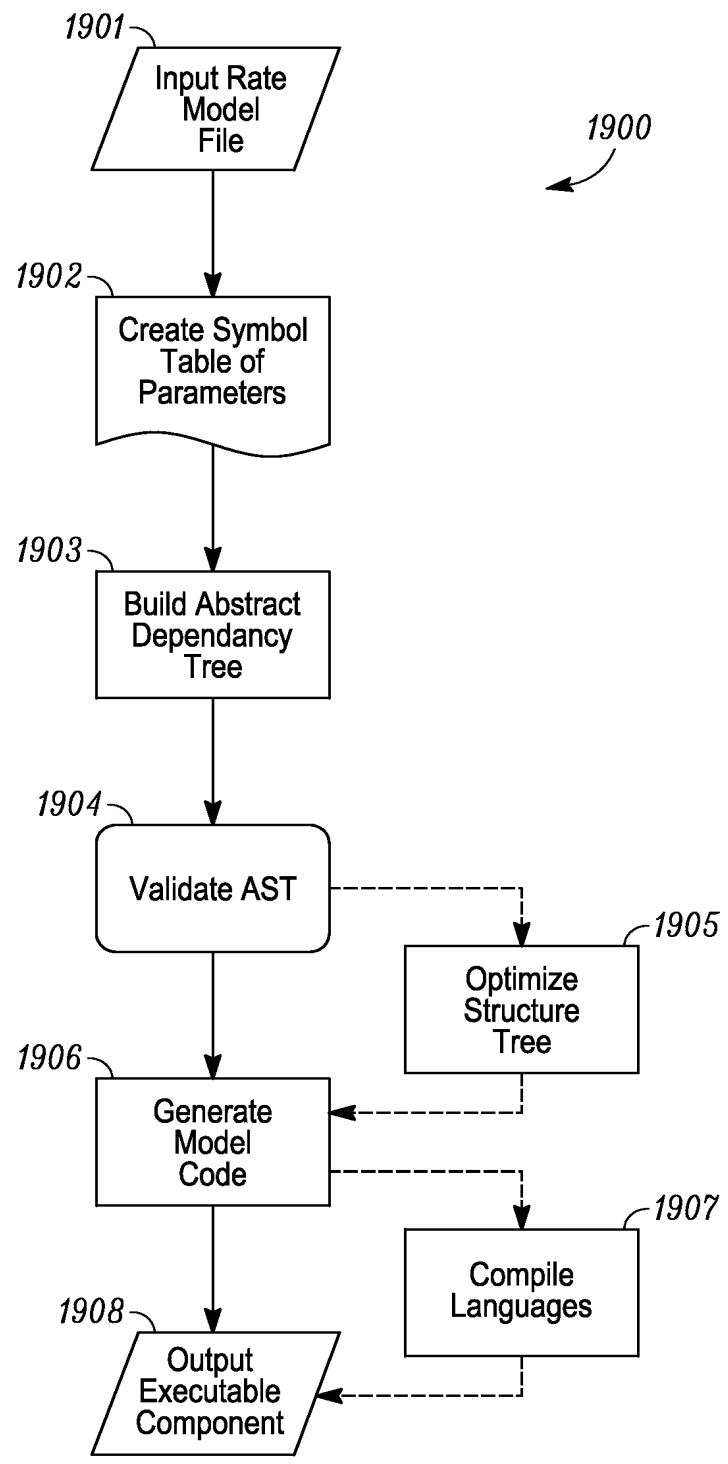 1901
Input Rate
Model
File
1900
1902
Create Symbol
Table of
Parameters
1903
Build Abstract
Dependancy
Tree
1904
Validate AST
1905
Optimize
Structure
Tree
1906
Generate
Model
Code
1907
Compile
Languages
1908
Output
Executable
Component